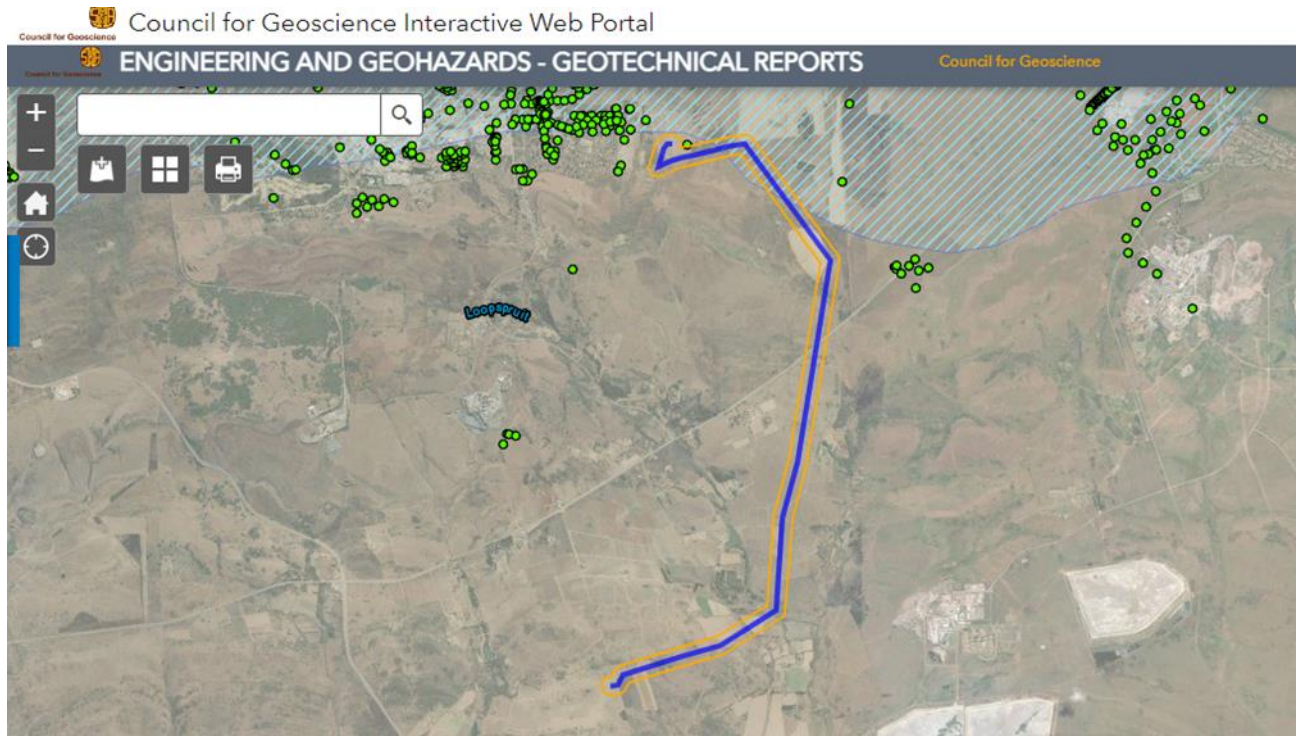 Council for Geoscience
Council for Geoscience Interactive Web Portal
Council for Geoscience
ENGINEERING AND GEOHAZARDS - GEOTECHNICAL REPORTS
Council for Geoscience
Loopspruit